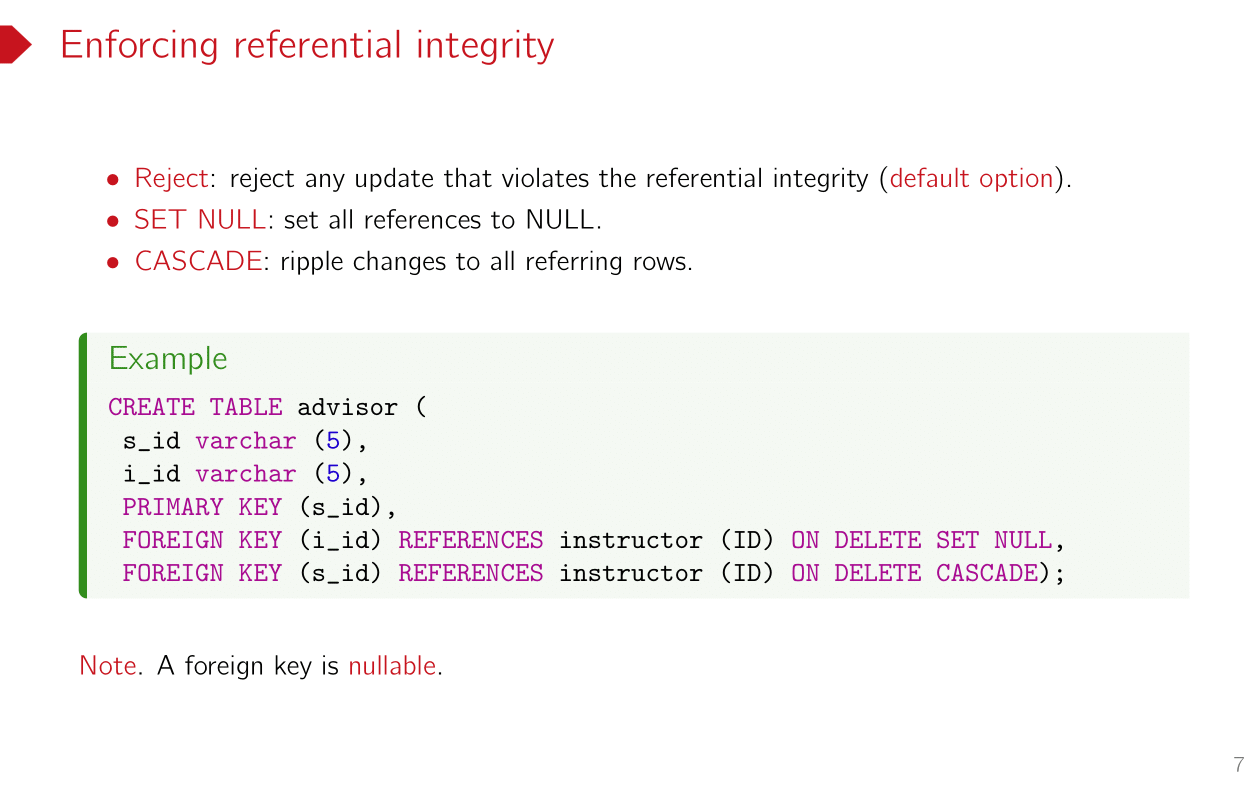 Enforcing referential integrity
• Reject: reject any update that violates the referential integrity (default option).
• SET NULL: set all references to NULL.
• CASCADE: ripple changes to all referring rows.
Example
CREATE TABLE advisor (
s_id varchar (5),
i_id varchar (5),
PRIMARY KEY (s_id),
FOREIGN KEY (i_id) REFERENCES instructor (ID) ON DELETE SET NULL,
FOREIGN KEY (s_id) REFERENCES instructor (ID) ON DELETE CASCADE);
Note. A foreign key is nullable.
7